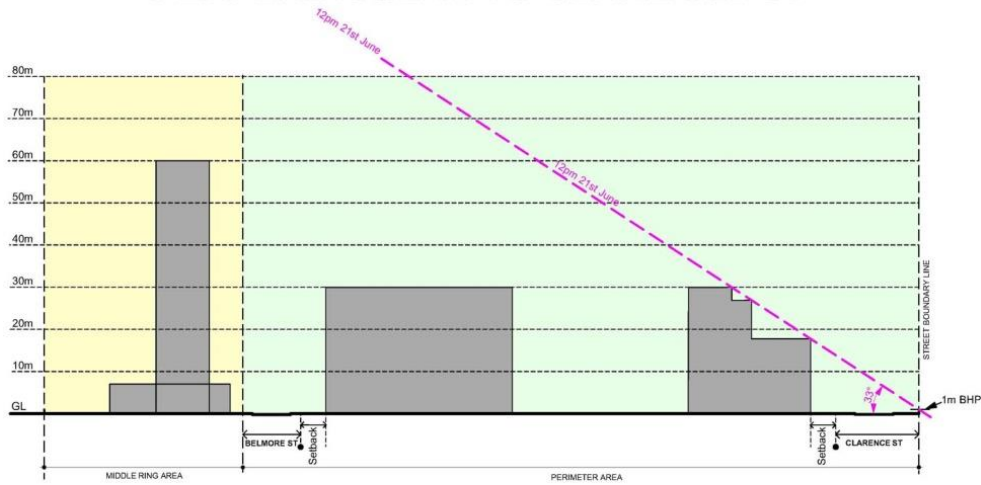 12pm 21st June
80m
70m
60m
12pm 21st June
50m
40m
30m
20m
10m
STREET BOUNDARY LINE
33°
1m BHP
GL
BELMORE ST
Setback
Setback
CLARENCE ST
MIDDLE RING AREA
PERIMETER AREA